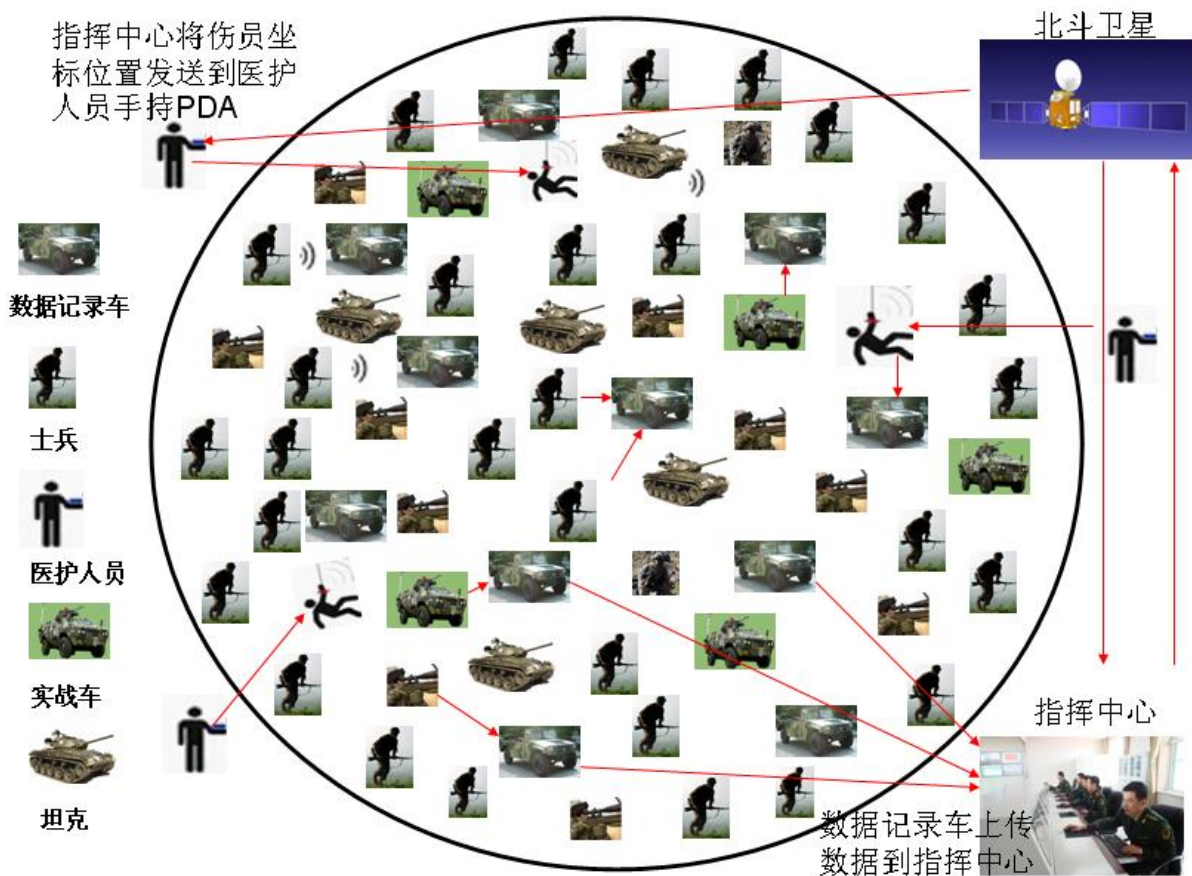 指挥中心将伤员坐
标位置发送到医护
人员手持PDA
北斗卫星
数据记录车
士兵
医护人员
实战车
坦克
指挥中心
数据记录车上传
数据到指挥中心